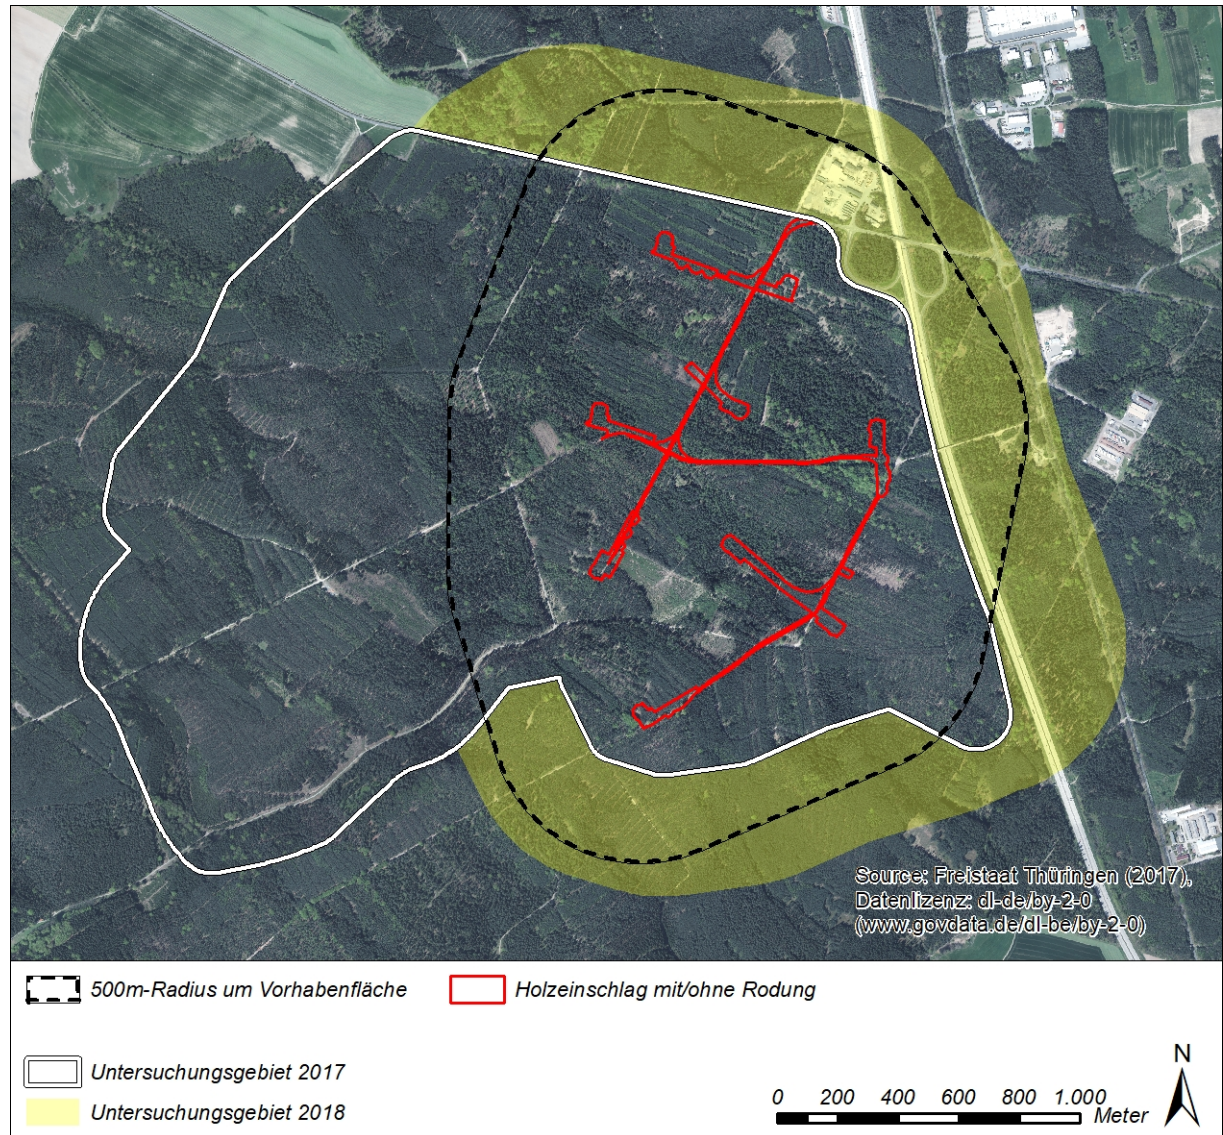 Source: Freistaat Thüringen (2017),
Datenlizenz: dl-de/by-2-0
(www.govdata.de/dl-be/by-2-0)
500m-Radius um Vorhabenfläche
Holzeinschlag mit/ohne Rodung
Untersuchungsgebiet 2017
Untersuchungsgebiet 2018
0 200 400 600 800 1.000
Meter
N